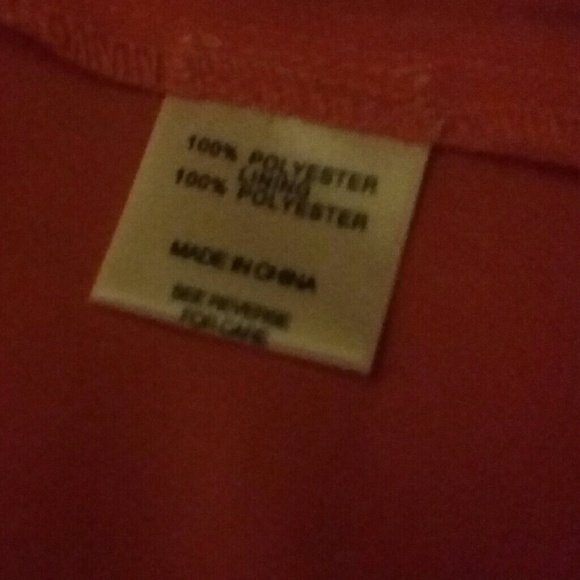 100% POLYESTER
LINING
100% POLYESTER
MADE IN CHINA
SEE REVERSE
FOR CARE